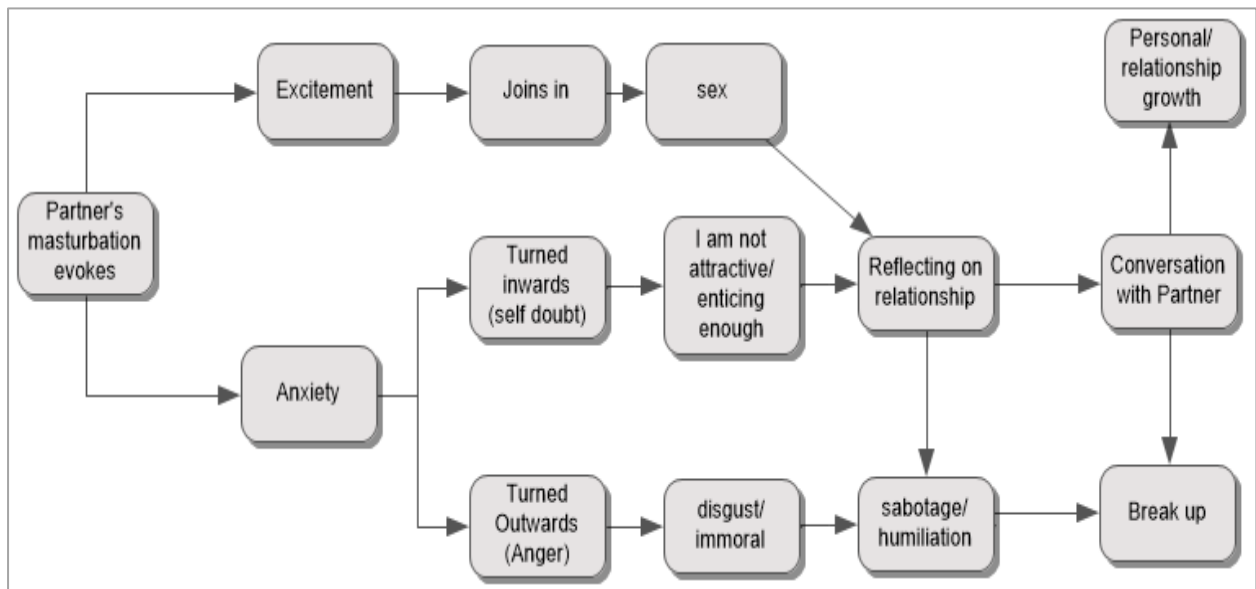 Partner's
masturbation
evokes
Excitement
Joins in
sex
Anxiety
Turned
inwards
(self doubt)
I am not
attractive/
enticing
enough
Reflecting on
relationship
Conversation
with Partner
Personal/
relationship
growth
Turned
Outwards
(Anger)
disgust/
immoral
sabotage/
humiliation
Break up